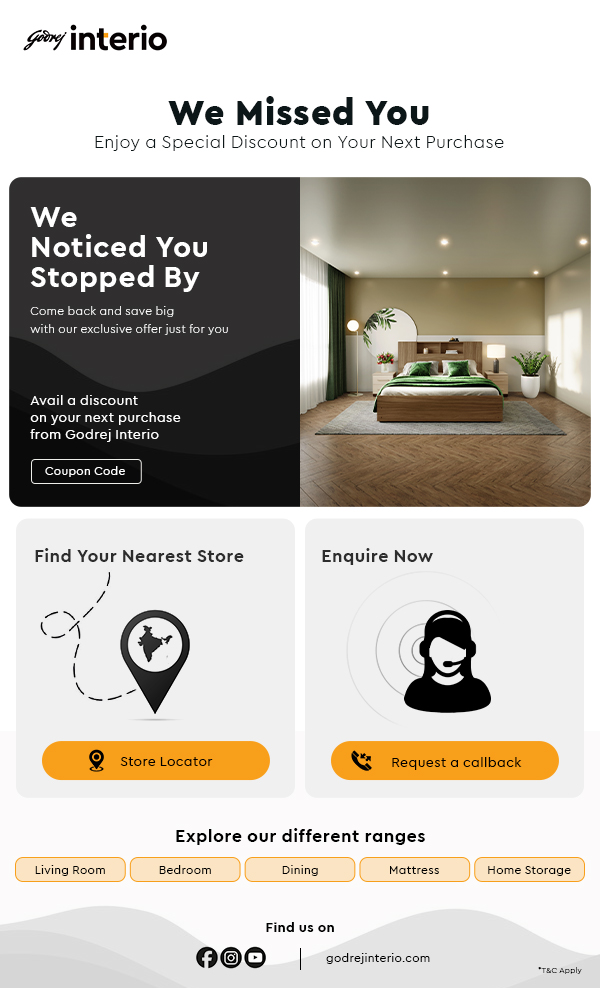 Godrej interio
We Missed You
Enjoy a Special Discount on Your Next Purchase
We
Noticed You
Stopped By
Come back and save big
with our exclusive offer just for you
Avail a discount
on your next purchase
from Godrej Interio
Coupon Code
Find Your Nearest Store
Store Locator
Enquire Now
Request a callback
Explore our different ranges
Living Room
Bedroom
Dining
Mattress
Home Storage
Find us on
godrejinterio.com
*T&C Apply